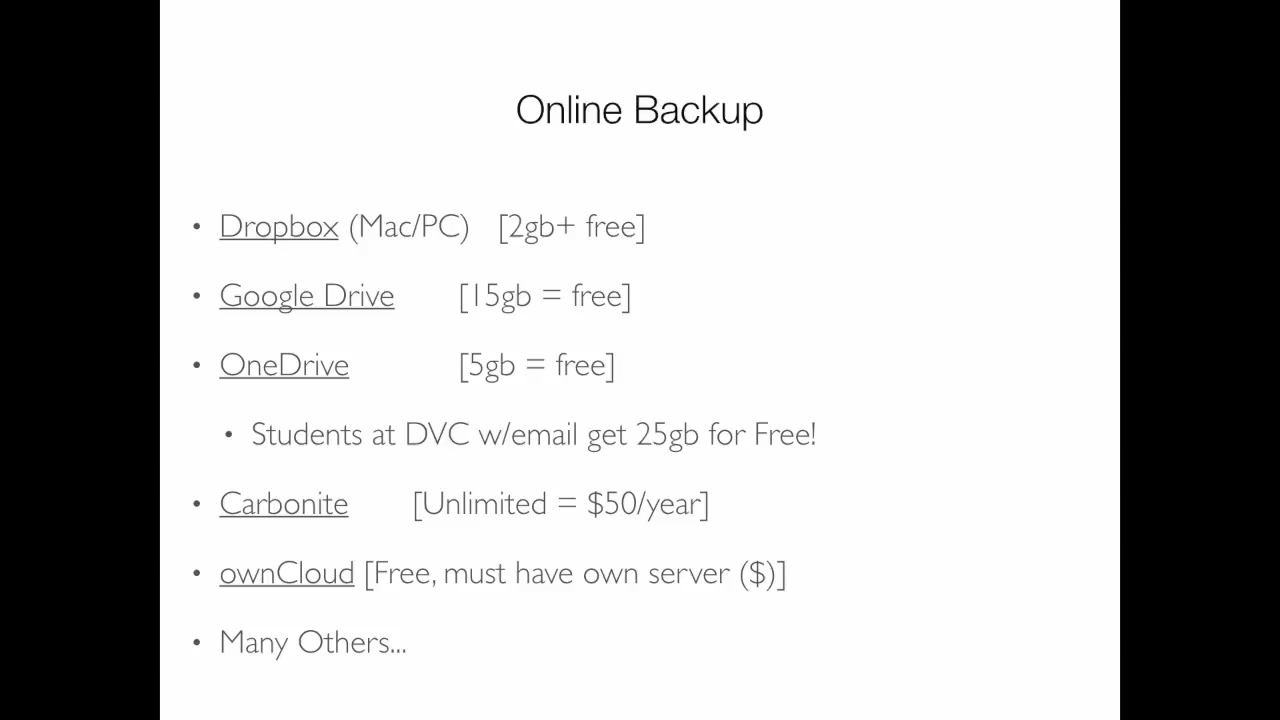 Online Backup
• Dropbox (Mac/PC) [2gb+ free]
• Google Drive [15gb = free]
• OneDrive [5gb = free]
• Students at DVC w/email get 25gb for Free!
• Carbonite [Unlimited = $50/year]
• ownCloud [Free, must have own server ($)]
• Many Others...